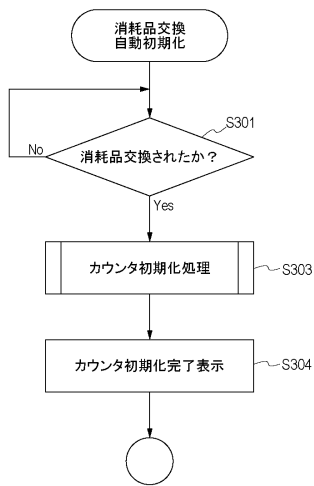 消耗品交換
自動初期化
S301
消耗品交換されたか？
No
Yes
カウンタ初期化処理
S303
カウンタ初期化完了表示
S304